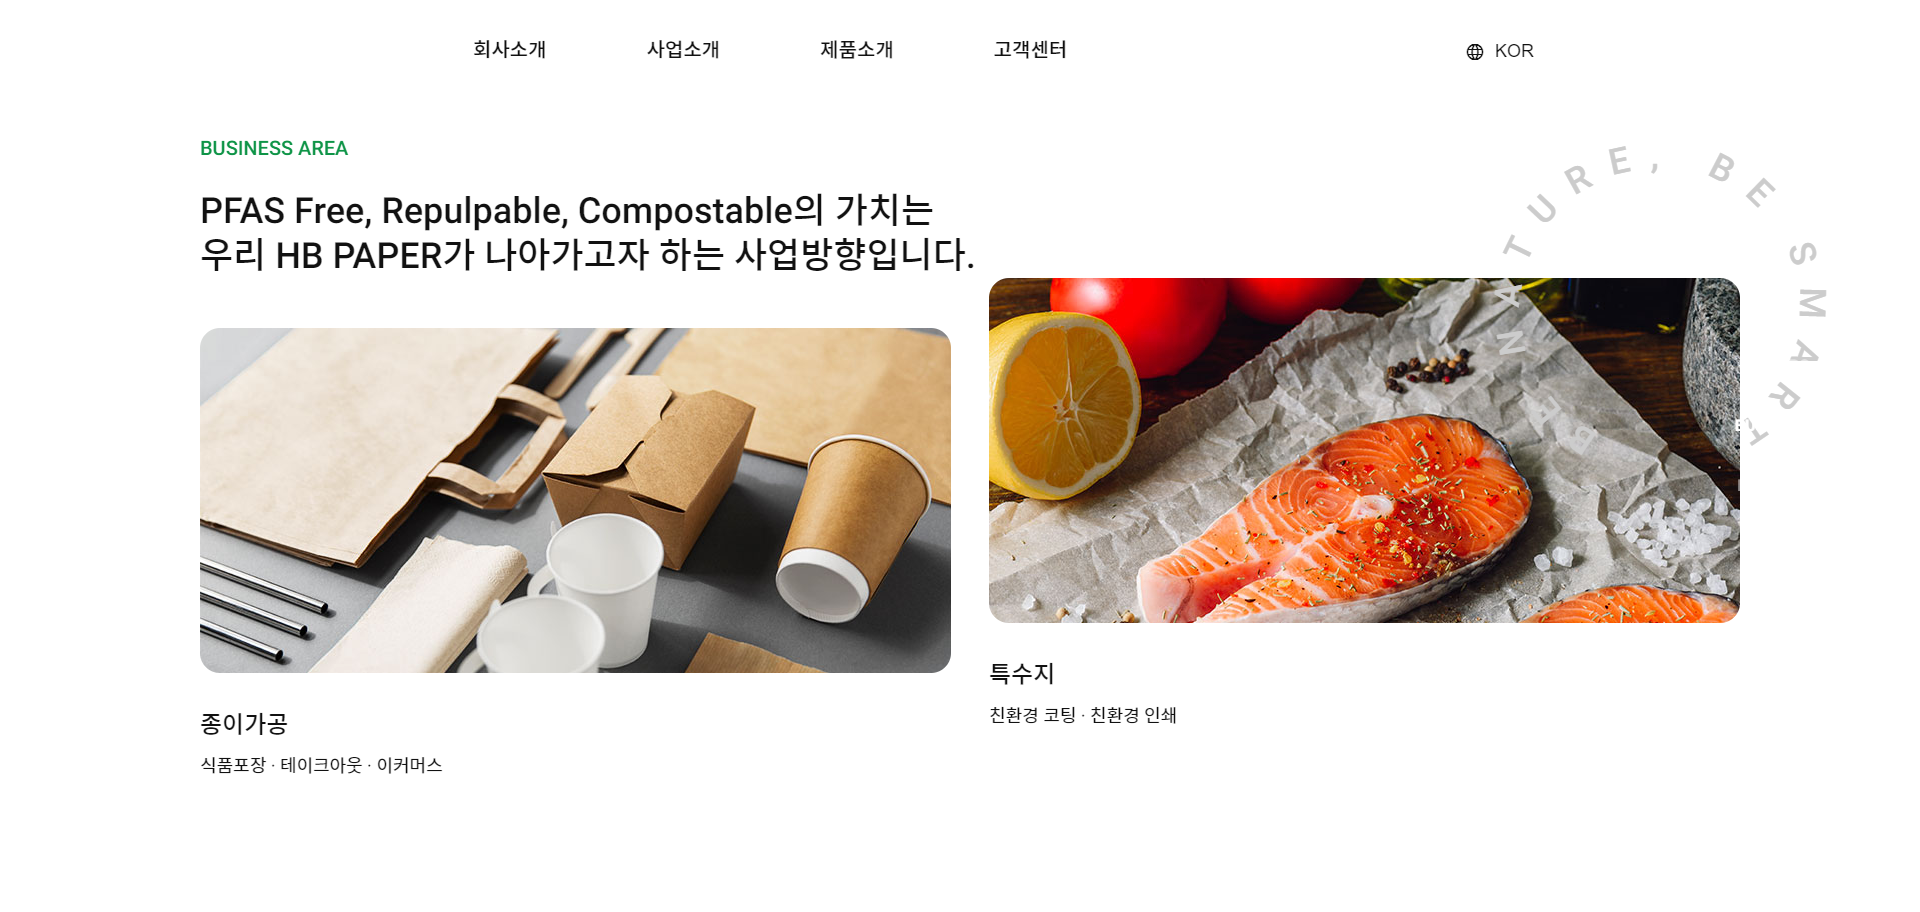 회사소개
사업소개
제품소개
고객센터
KOR
BUSINESS AREA
PFAS Free, Repulpable, Compostable의 가치는
우리 HB PAPER가 나아가고자 하는 사업방향입니다.
BE NATURE, BE SMART
종이가공
식품포장 · 테이크아웃 · 이커머스
특수지
친환경 코팅 · 친환경 인쇄